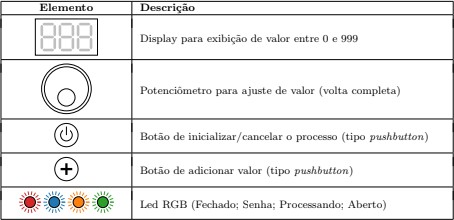 Elemento Descrição
888 Display para exibição de valor entre 0 e 999
Potenciômetro para ajuste de valor (volta completa)
Botão de inicializar/cancelar o processo (tipo pushbutton)
Botão de adicionar valor (tipo pushbutton)
Led RGB (Fechado; Senha; Processando; Aberto)